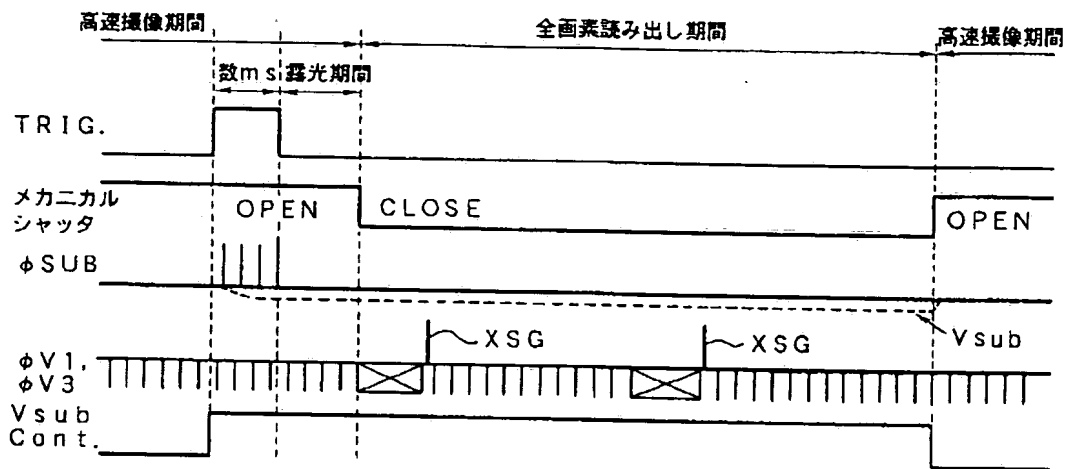 高速撮像期間 全画素読み出し期間 高速撮像期間
数ms 露光期間
TRIG.
メカニカル
シャッタ
OPEN CLOSE OPEN
φSUB
Vsub
XSG XSG
φV1,
φV3
Vsub
Cont.